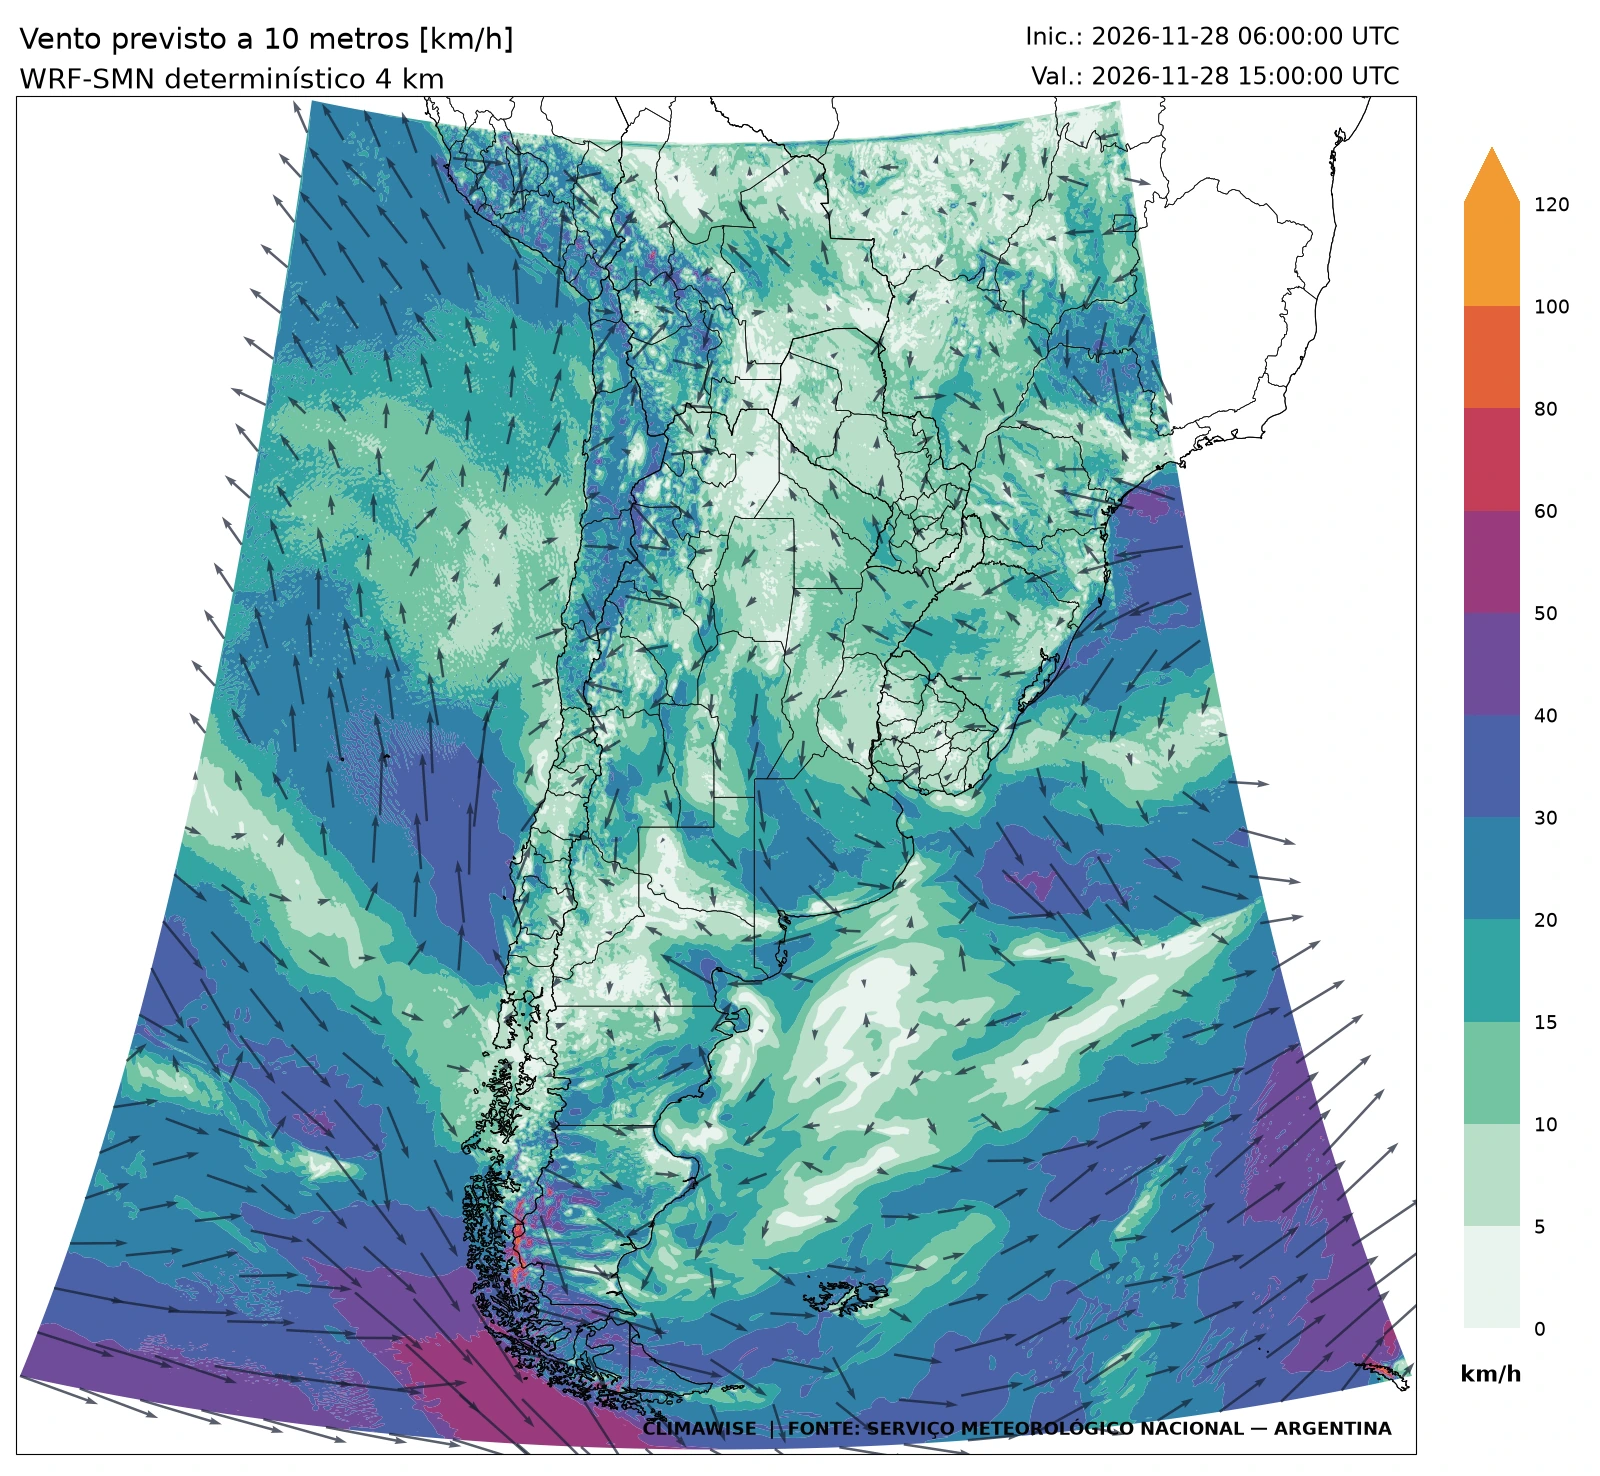 Vento previsto a 10 metros [km/h]
WRF-SMN determinístico 4 km
Inic.: 2026-11-28 06:00:00 UTC
Val.: 2026-11-28 15:00:00 UTC
120
100
80
60
50
40
30
20
15
10
5
0
km/h
CLIMAWISE | FONTE: SERVIÇO METEOROLÓGICO NACIONAL — ARGENTINA